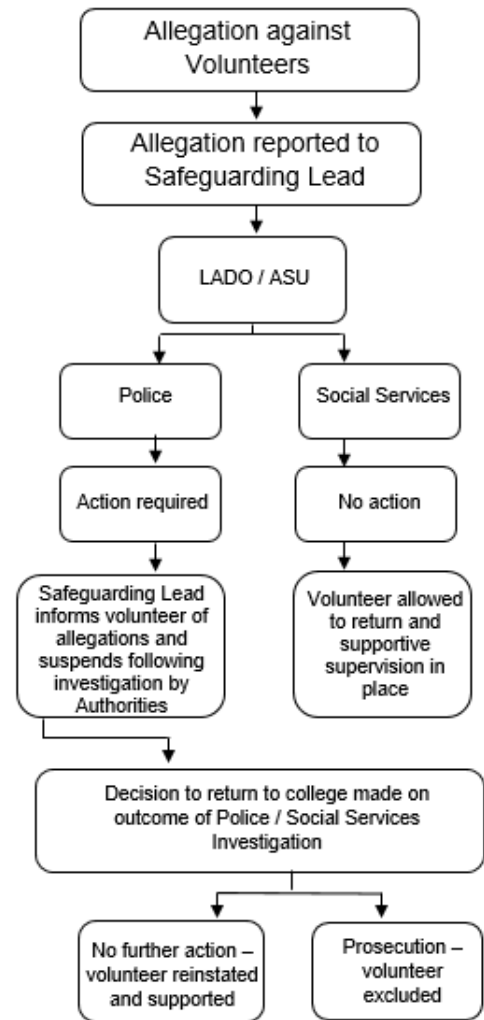 Allegation against
Volunteers
Allegation reported to
Safeguarding Lead
LADO / ASU
Police
Social Services
Action required
No action
Safeguarding Lead
informs volunteer of
allegations and
suspends following
investigation by
Authorities
Volunteer allowed
to return and
supportive
supervision in
place
Decision to return to college made on
outcome of Police / Social Services
Investigation
No further action –
volunteer reinstated
and supported
Prosecution –
volunteer
excluded